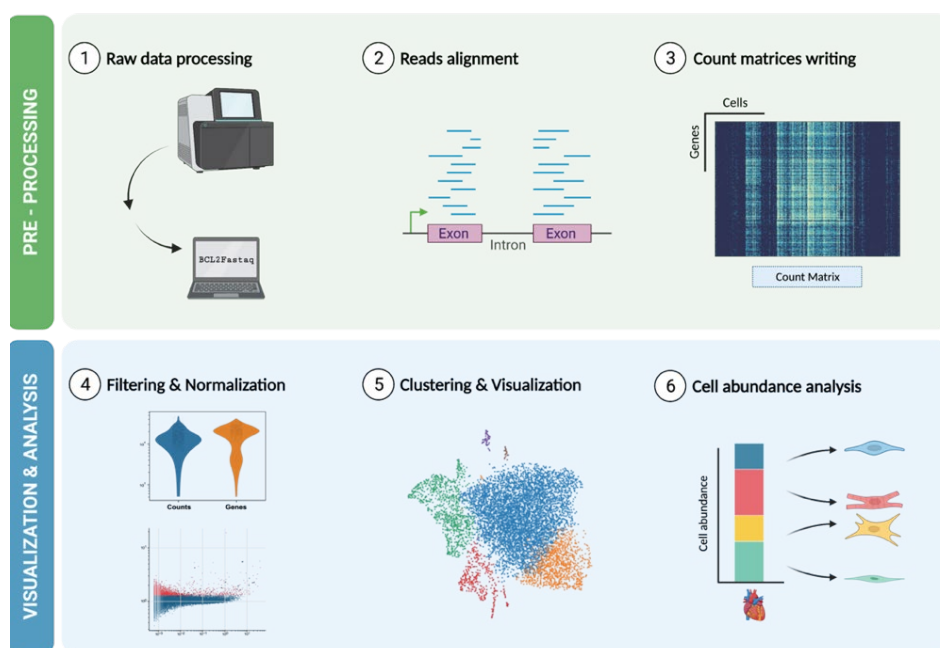 PRE - PROCESSING
1 Raw data processing
BCL2Fastaq
2 Reads alignment
Exon
Intron
Exon
3 Count matrices writing
Cells
Genes
Count Matrix
VISUALIZATION & ANALYSIS
4 Filtering & Normalization
Counts
Genes
5 Clustering & Visualization
6 Cell abundance analysis
Cell abundance